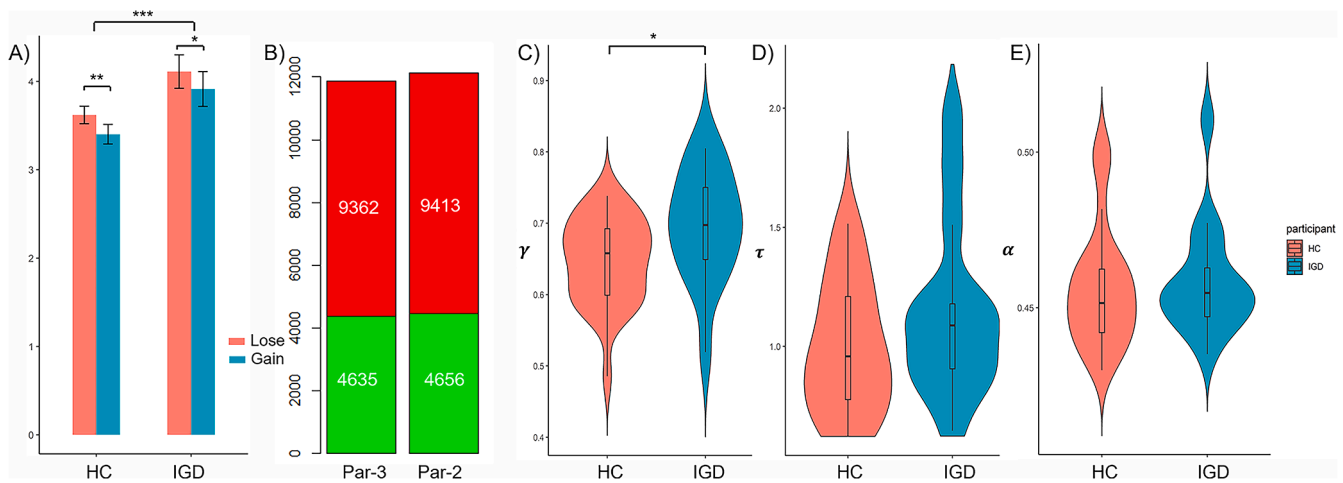 A)
***
**
*
4
3
2
1
0
HC
IGD
Lose
Gain
B)
12000
10000
8000
6000
4000
2000
0
9362
9413
4635
4656
Par-3
Par-2
C)
*
γ
0.9
0.8
0.7
0.6
0.5
0.4
HC
IGD
D)
τ
2.0
1.5
1.0
HC
IGD
E)
α
0.50
0.45
HC
IGD
participant
HC
IGD